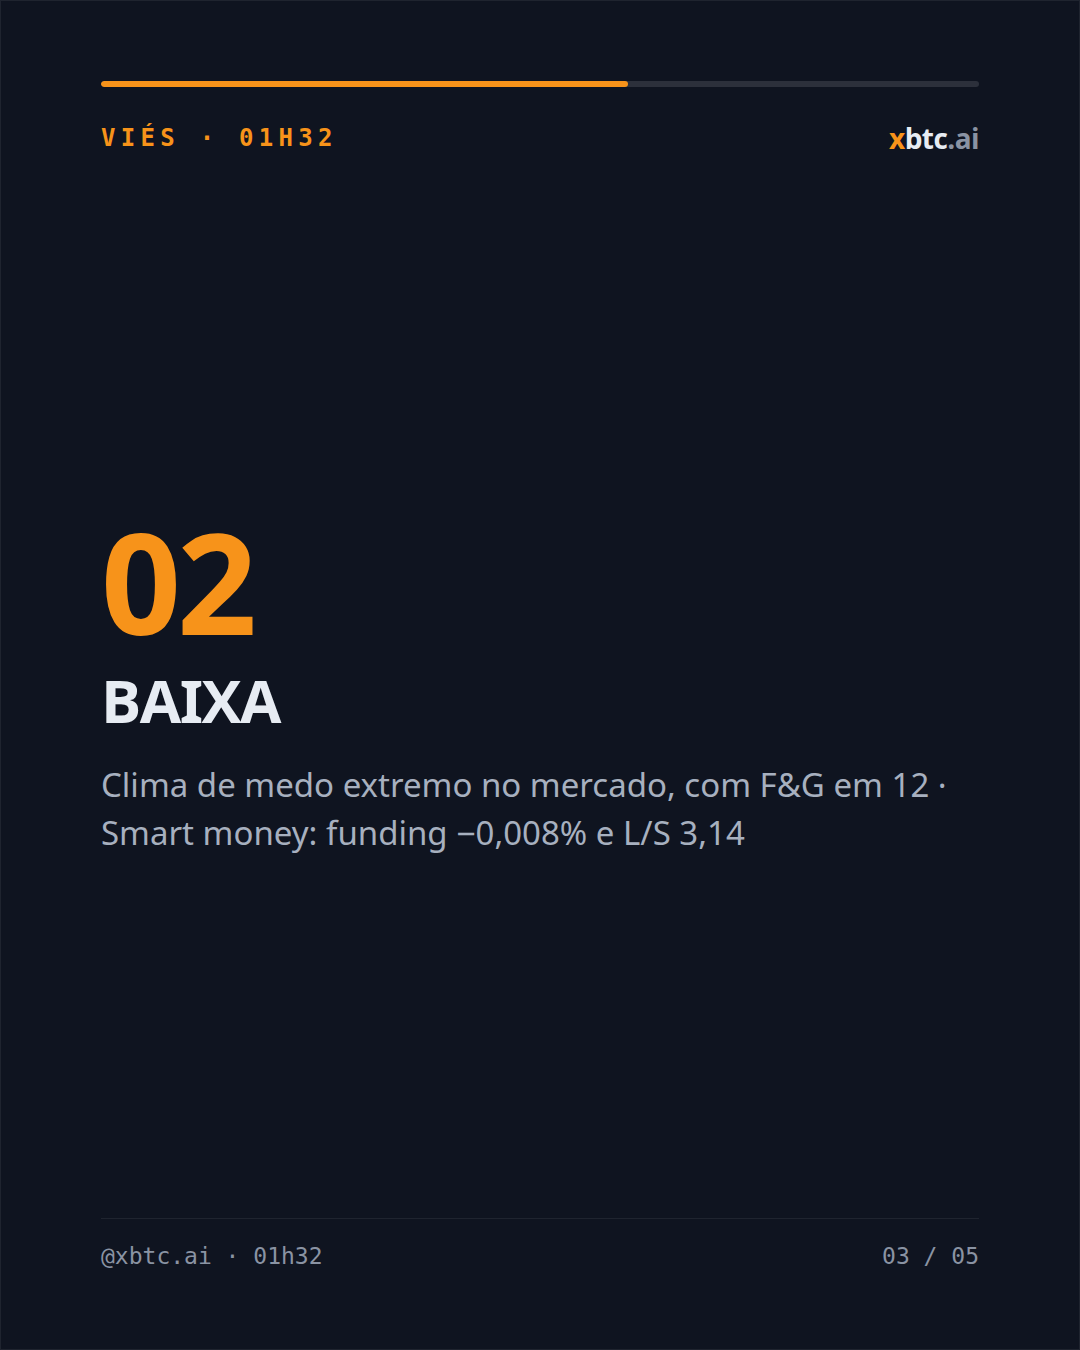 VIÉS · 01H32
xbtc.ai
02
BAIXA
Clima de medo extremo no mercado, com F&G em 12 ·
Smart money: funding −0,008% e L/S 3,14
@xbtc.ai · 01h32
03 / 05